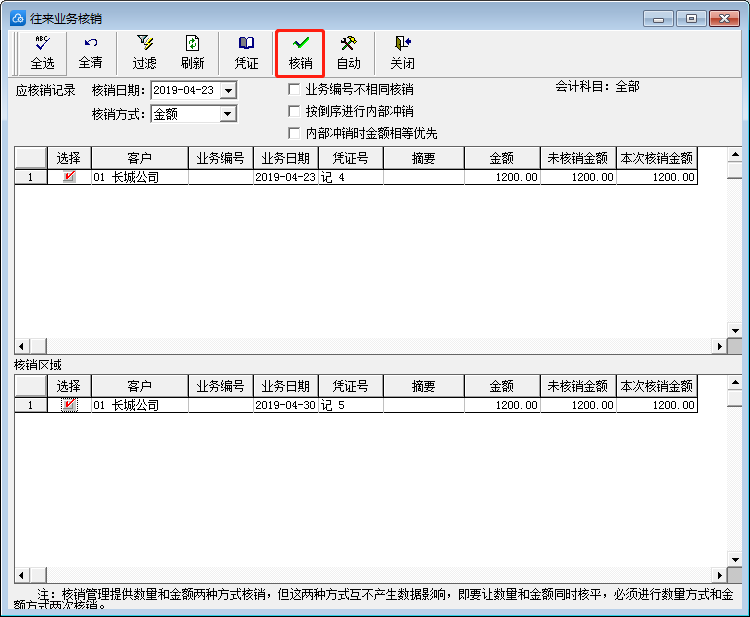 往来业务核销
ABC
全选 全清 过滤 刷新 凭证 核销 自动 关闭
应核销记录 核销日期: 2019-04-23 业务编号不相同核销 会计科目: 全部
核销方式: 金额 按倒序进行内部冲销
内部冲销时金额相等优先
选择 客户 业务编号 业务日期 凭证号 摘要 金额 未核销金额 本次核销金额
1 01 长城公司 2019-04-23 记 4 1200.00 1200.00 1200.00
核销区域
选择 客户 业务编号 业务日期 凭证号 摘要 金额 未核销金额 本次核销金额
1 01 长城公司 2019-04-30 记 5 1200.00 1200.00 1200.00
注: 核销管理提供数量和金额两种方式核销，但这两种方式互不产生数据影响，即要让数量和金额同时核平，必须进行数量方式和金
额方式两次核销。